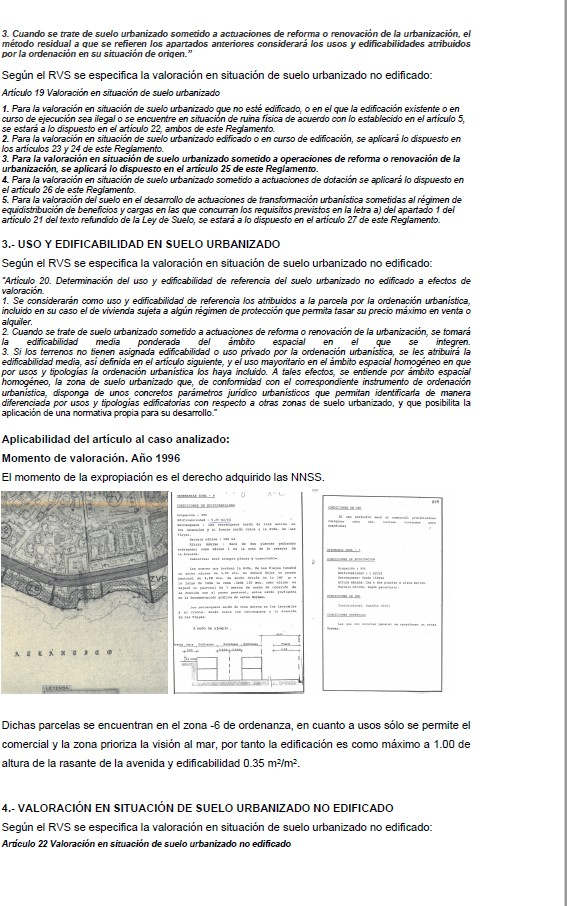 3. Cuando se trate de suelo urbanizado sometido a actuaciones de reforma o renovación de la urbanización, el
método residual a que se refieren los apartados anteriores considerará los usos y edificabilidades atribuidos
por la ordenación en su situación de origen."
Según el RVS se especifica la valoración en situación de suelo urbanizado no edificado:
Artículo 19 Valoración en situación de suelo urbanizado
1. Para la valoración en situación de suelo urbanizado que no esté edificado, o en el que la edificación existente o en
curso de ejecución sea ilegal o se encuentre en situación de ruina física de acuerdo con lo establecido en el artículo 5,
se estará a lo dispuesto en el artículo 22, ambos de este Reglamento.
2. Para la valoración en situación de suelo urbanizado edificado o en curso de edificación, se aplicará lo dispuesto en
los artículos 23 y 24 de este Reglamento.
3. Para la valoración en situación de suelo urbanizado sometido a operaciones de reforma o renovación de la
urbanización, se aplicará lo dispuesto en el artículo 25 de este Reglamento.
4. Para la valoración en situación de suelo urbanizado sometido a actuaciones de dotación se aplicará lo dispuesto en
el artículo 26 de este Reglamento.
5. Para la valoración del suelo en el desarrollo de actuaciones de transformación urbanística sometidas al régimen de
equidistribución de beneficios y cargas en las que concurran los requisitos previstos en la letra a) del apartado 1 del
artículo 21 del texto refundido de la Ley de Suelo, se estará a lo dispuesto en el artículo 27 de este Reglamento.
3.- USO Y EDIFICABILIDAD EN SUELO URBANIZADO
Según el RVS se especifica la valoración en situación de suelo urbanizado no edificado:
"Artículo 20. Determinación del uso y edificabilidad de referencia del suelo urbanizado no edificado a efectos de
valoración.
1. Se considerarán como uso y edificabilidad de referencia los atribuidos a la parcela por la ordenación urbanística,
incluido en su caso el de vivienda sujeta a algún régimen de protección que permita tasar su precio máximo en venta o
alquiler.
2. Cuando se trate de suelo urbanizado sometido a actuaciones de reforma o renovación de la urbanización, se tomará
la edificabilidad media ponderada del ámbito espacial en el que se integren.
3. Si los terrenos no tienen asignada edificabilidad o uso privado por la ordenación urbanística, se les atribuirá la
edificabilidad media, así definida en el artículo siguiente, y el uso mayoritario en el ámbito espacial homogéneo en que
por usos y tipologías la ordenación urbanística los haya incluido. A tales efectos, se entiende por ámbito espacial
homogéneo, la zona de suelo urbanizado que, de conformidad con el correspondiente instrumento de ordenación
urbanística, disponga de unos concretos parámetros jurídico urbanísticos que permitan identificarla de manera
diferenciada por usos y tipologías edificatorias con respecto a otras zonas de suelo urbanizado, y que posibilita la
aplicación de una normativa propia para su desarrollo."
Aplicabilidad del artículo al caso analizado:
Momento de valoración. Año 1996
El momento de la expropiación es el derecho adquirido las NNSS.
ZVP
ATLÁNTICO
Dichas parcelas se encuentran en el zona -6 de ordenanza, en cuanto a usos sólo se permite el
comercial y la zona prioriza la visión al mar, por tanto la edificación es como máximo a 1.00 de
altura de la rasante de la avenida y edificabilidad 0.35 m²/m².
4.- VALORACIÓN EN SITUACIÓN DE SUELO URBANIZADO NO EDIFICADO
Según el RVS se especifica la valoración en situación de suelo urbanizado no edificado:
Artículo 22 Valoración en situación de suelo urbanizado no edificado